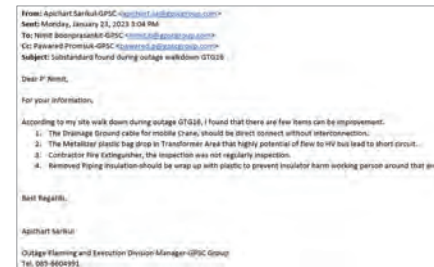 From: Apichart Sarikul-GPSC
Sent: Monday, January 23, 2023 3:04 PM
To: Nimit Boonprasankit-GPSC
Cc: Pawared Promsuk-GPSC
Subject: Substandard found during outage walkdown GTG16
Dear P' Nimit,
For your information,
According to my site walk down during outage GTG16, I found that there are few items can be improvement.
1. The Drainage Ground cable for mobile Crane, should be direct connect without interconnection.
2. The Metallizer plastic bag drop in Transformer Area that highly potential of flow to HV bus lead to short circuit.
3. Contractor Fire Extinguisher, the inspection was not regularly inspection.
4. Removed Piping insulation should be wrap up with plastic to prevent insulator harm working person around that
Best Regards,
Apichart Sarikul
Outage Planning and Execution Division Manager-GPSC Group
Tel. 085-6604991